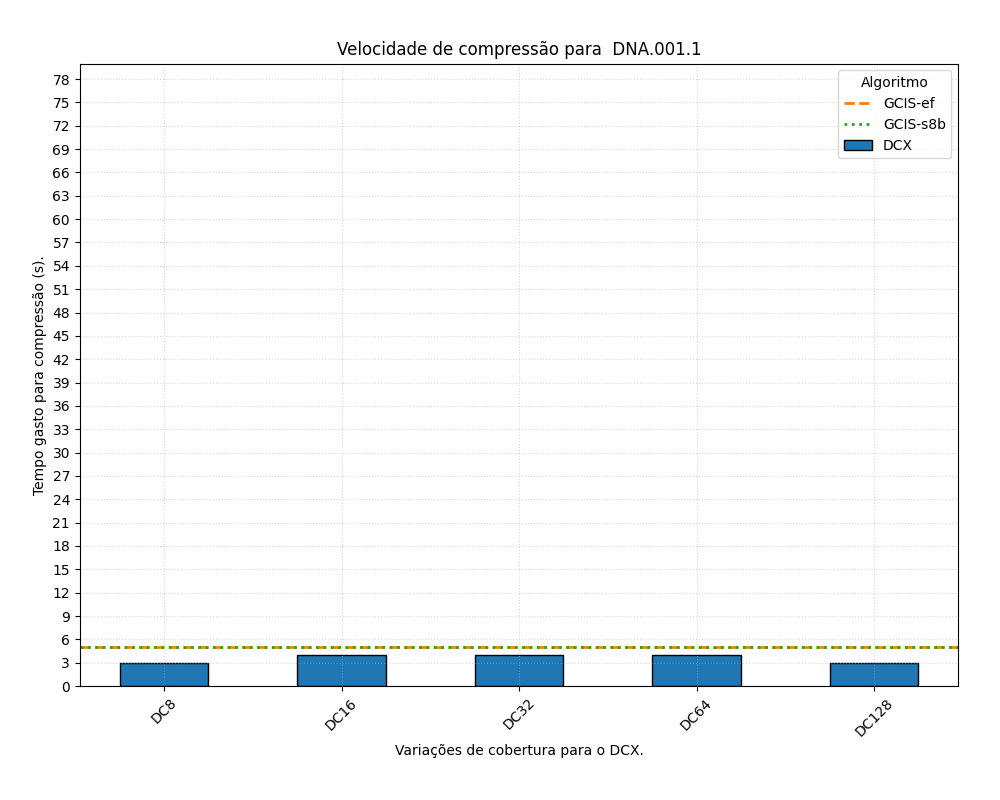 Velocidade de compressão para  DNA.001.1
Algoritmo
GCIS-ef
GCIS-s8b
DCX
Tempo gasto para compressão (s).
78
75
72
69
66
63
60
57
54
51
48
45
42
39
36
33
30
27
24
21
18
15
12
9
6
3
0
DC8
DC16
DC32
DC64
DC128
Variações de cobertura para o DCX.